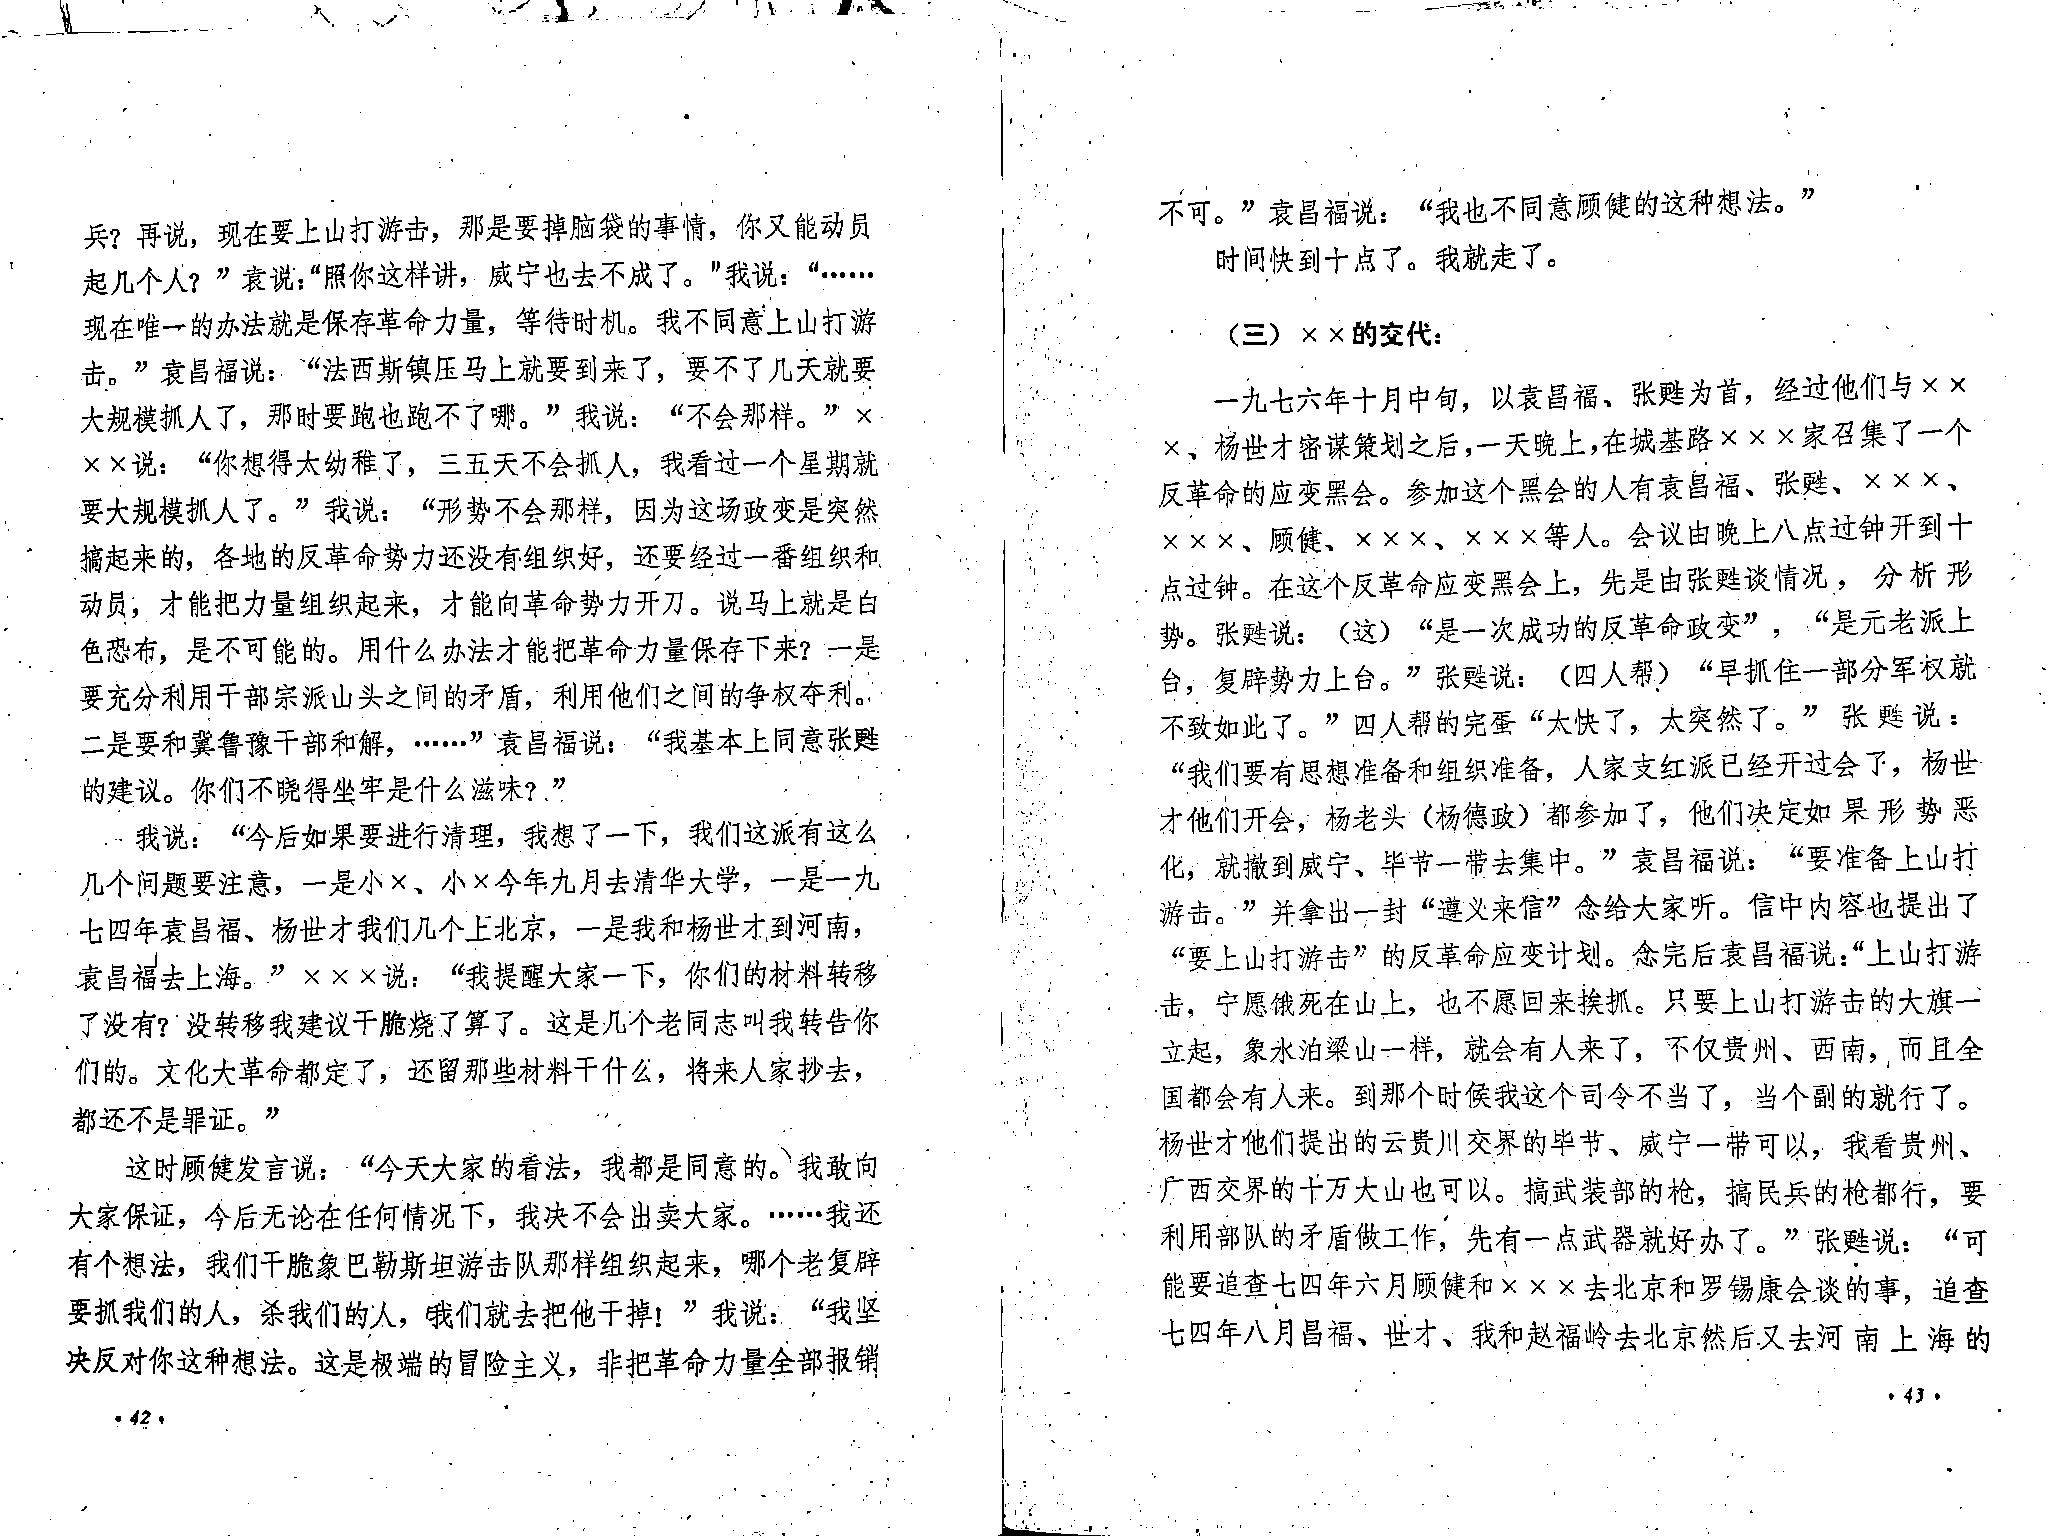 兵？再说，现在要上山打游击，那是要掉脑袋的事情，你又能动员
起几个人？”袁说：“照你这样讲，威宁也去不成了。”我说：“……
现在唯一的办法就是保存革命力量，等待时机。我不同意上山打游
击。”袁昌福说：“法西斯镇压马上就要到来了，要不了几天就要
大规模抓人了，那时要跑也跑不了哪。”我说：“不会那样。”×
××说：“你想得太幼稚了，三五天不会抓人，我看过一个星期就
要大规模抓人了。”我说：“形势不会那样，因为这场政变是突然
搞起来的，各地的反革命势力还没有组织好，还要经过一番组织和
动员，才能把力量组织起来，才能向革命势力开刀。说马上就是白
色恐布，是不可能的。用什么办法才能把革命力量保存下来？一是
要充分利用干部宗派山头之间的矛盾，利用他们之间的争权夺利。
二是要和冀鲁豫干部和解，……”袁昌福说：“我基本上同意张甦
的建议。你们不晓得坐牢是什么滋味？”
我说：“今后如果要进行清理，我想了一下，我们这派有这么
几个问题要注意，一是小×、小×今年九月去清华大学，一是一九
七四年袁昌福、杨世才我们几个上北京，一是我和杨世才到河南，
袁昌福去上海。”×××说：“我提醒大家一下，你们的材料转移
了没有？没转移我建议干脆烧了算了。这是几个老同志叫我转告你
们的。文化大革命都定了，还留那些材料干什么，将来人家抄去，
都还不是罪证。”
这时顾健发言说：“今天大家的看法，我都是同意的。我敢向
大家保证，今后无论在任何情况下，我决不会出卖大家。……我还
有个想法，我们干脆象巴勒斯坦游击队那样组织起来，哪个老复辟
要抓我们的人，杀我们的人，我们就去把他干掉！”我说：“我坚
决反对你这种想法。这是极端的冒险主义，非把革命力量全部报销
·42·
不可。”袁昌福说：“我也不同意顾健的这种想法。”
时间快到十点了。我就走了。
（三）××的交代：
一九七六年十月中旬，以袁昌福、张甦为首，经过他们与××
×、杨世才密谋策划之后，一天晚上，在城基路×××家召集了一个
反革命的应变黑会。参加这个黑会的人有袁昌福、张甦、×××、
×××、顾健、×××、×××等人。会议由晚上八点过钟开到十
点过钟。在这个反革命应变黑会上，先是由张甦谈情况，分析形
势。张甦说：（这）“是一次成功的反革命政变”，“是元老派上
台，复辟势力上台。”张甦说：（四人帮）“早抓住一部分军权就
不致如此了。”四人帮的完蛋“太快了，太突然了。”张甦说：
“我们要有思想准备和组织准备，人家支红派已经开过会了，杨世
才他们开会，杨老头（杨德政）都参加了，他们决定如果形势恶
化，就撤到威宁、毕节一带去集中。”袁昌福说：“要准备上山打
游击。”并拿出一封“遵义来信”念给大家听。信中内容也提出了
“要上山打游击”的反革命应变计划。念完后袁昌福说：“上山打游
击，宁愿饿死在山上，也不愿回来挨抓。只要上山打游击的大旗一
立起，象水泊梁山一样，就会有人来了，不仅贵州、西南，而且全
国都会有人来。到那个时候我这个司令不当了，当个副的就行了。
杨世才他们提出的云贵川交界的毕节、威宁一带可以，我看贵州、
广西交界的十万大山也可以。搞武装部的枪，搞民兵的枪都行，要
利用部队的矛盾做工作，先有一点武器就好办了。”张甦说：“可
能要追查七四年六月顾健和×××去北京和罗锡康会谈的事，追查
七四年八月昌福、世才、我和赵福岭去北京然后又去河南上海的
·43·